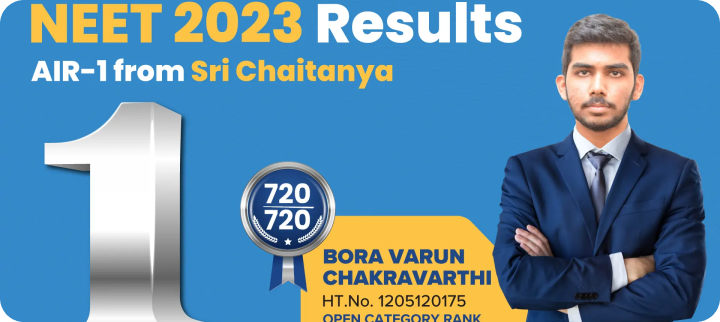 NEET 2023 Results
AIR-1 from Sri Chaitanya
1
720
720
BORA VARUN
CHAKRAVARTHI
HT.No. 1205120175
OPEN CATEGORY RANK